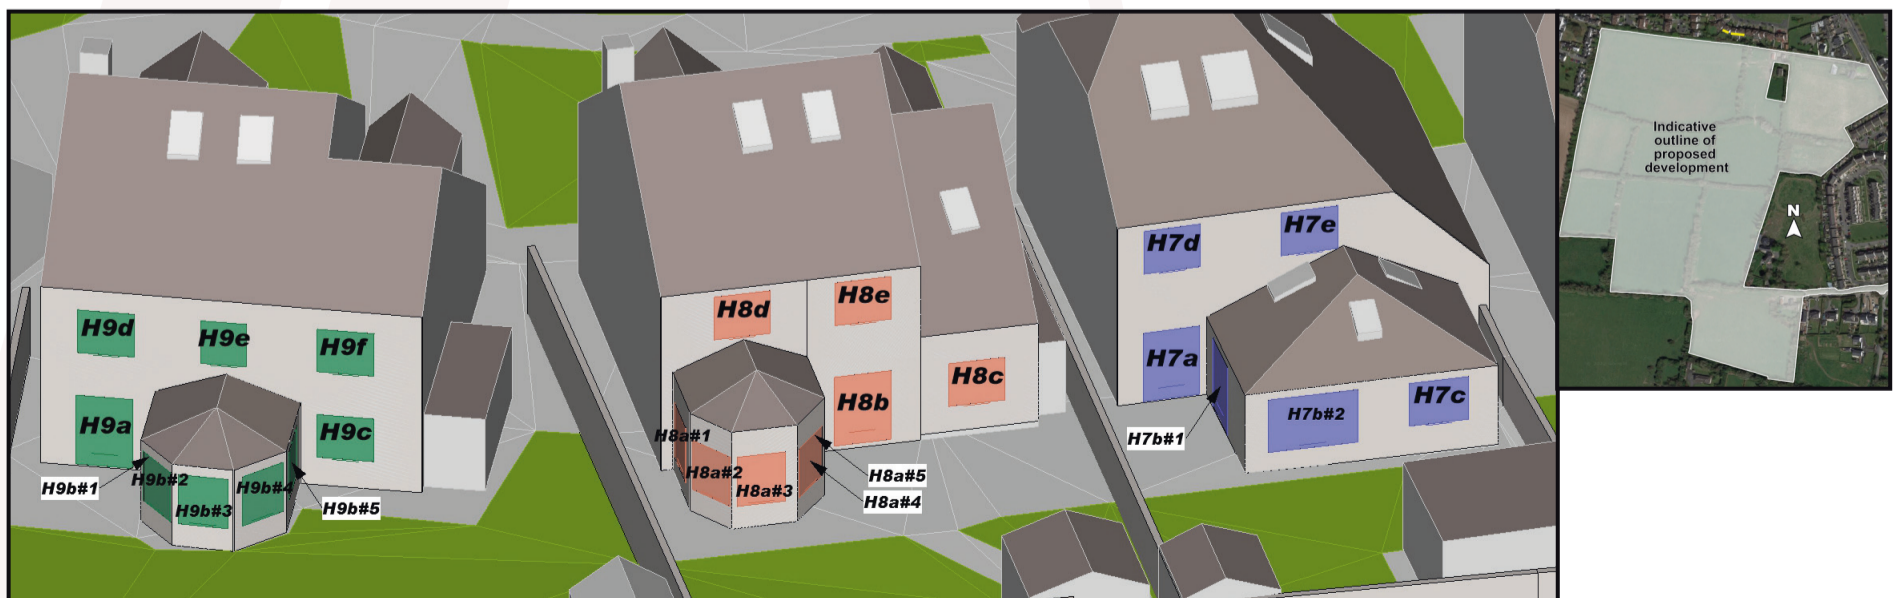 H9d
H9e
H9f
H9a
H9c
H9b#1
H9b#2
H9b#3
H9b#4
H9b#5
H8d
H8e
H8b
H8c
H8a#1
H8a#2
H8a#3
H8a#5
H8a#4
H7d
H7e
H7a
H7b#1
H7b#2
H7c
Indicative
outline of
proposed
development
N